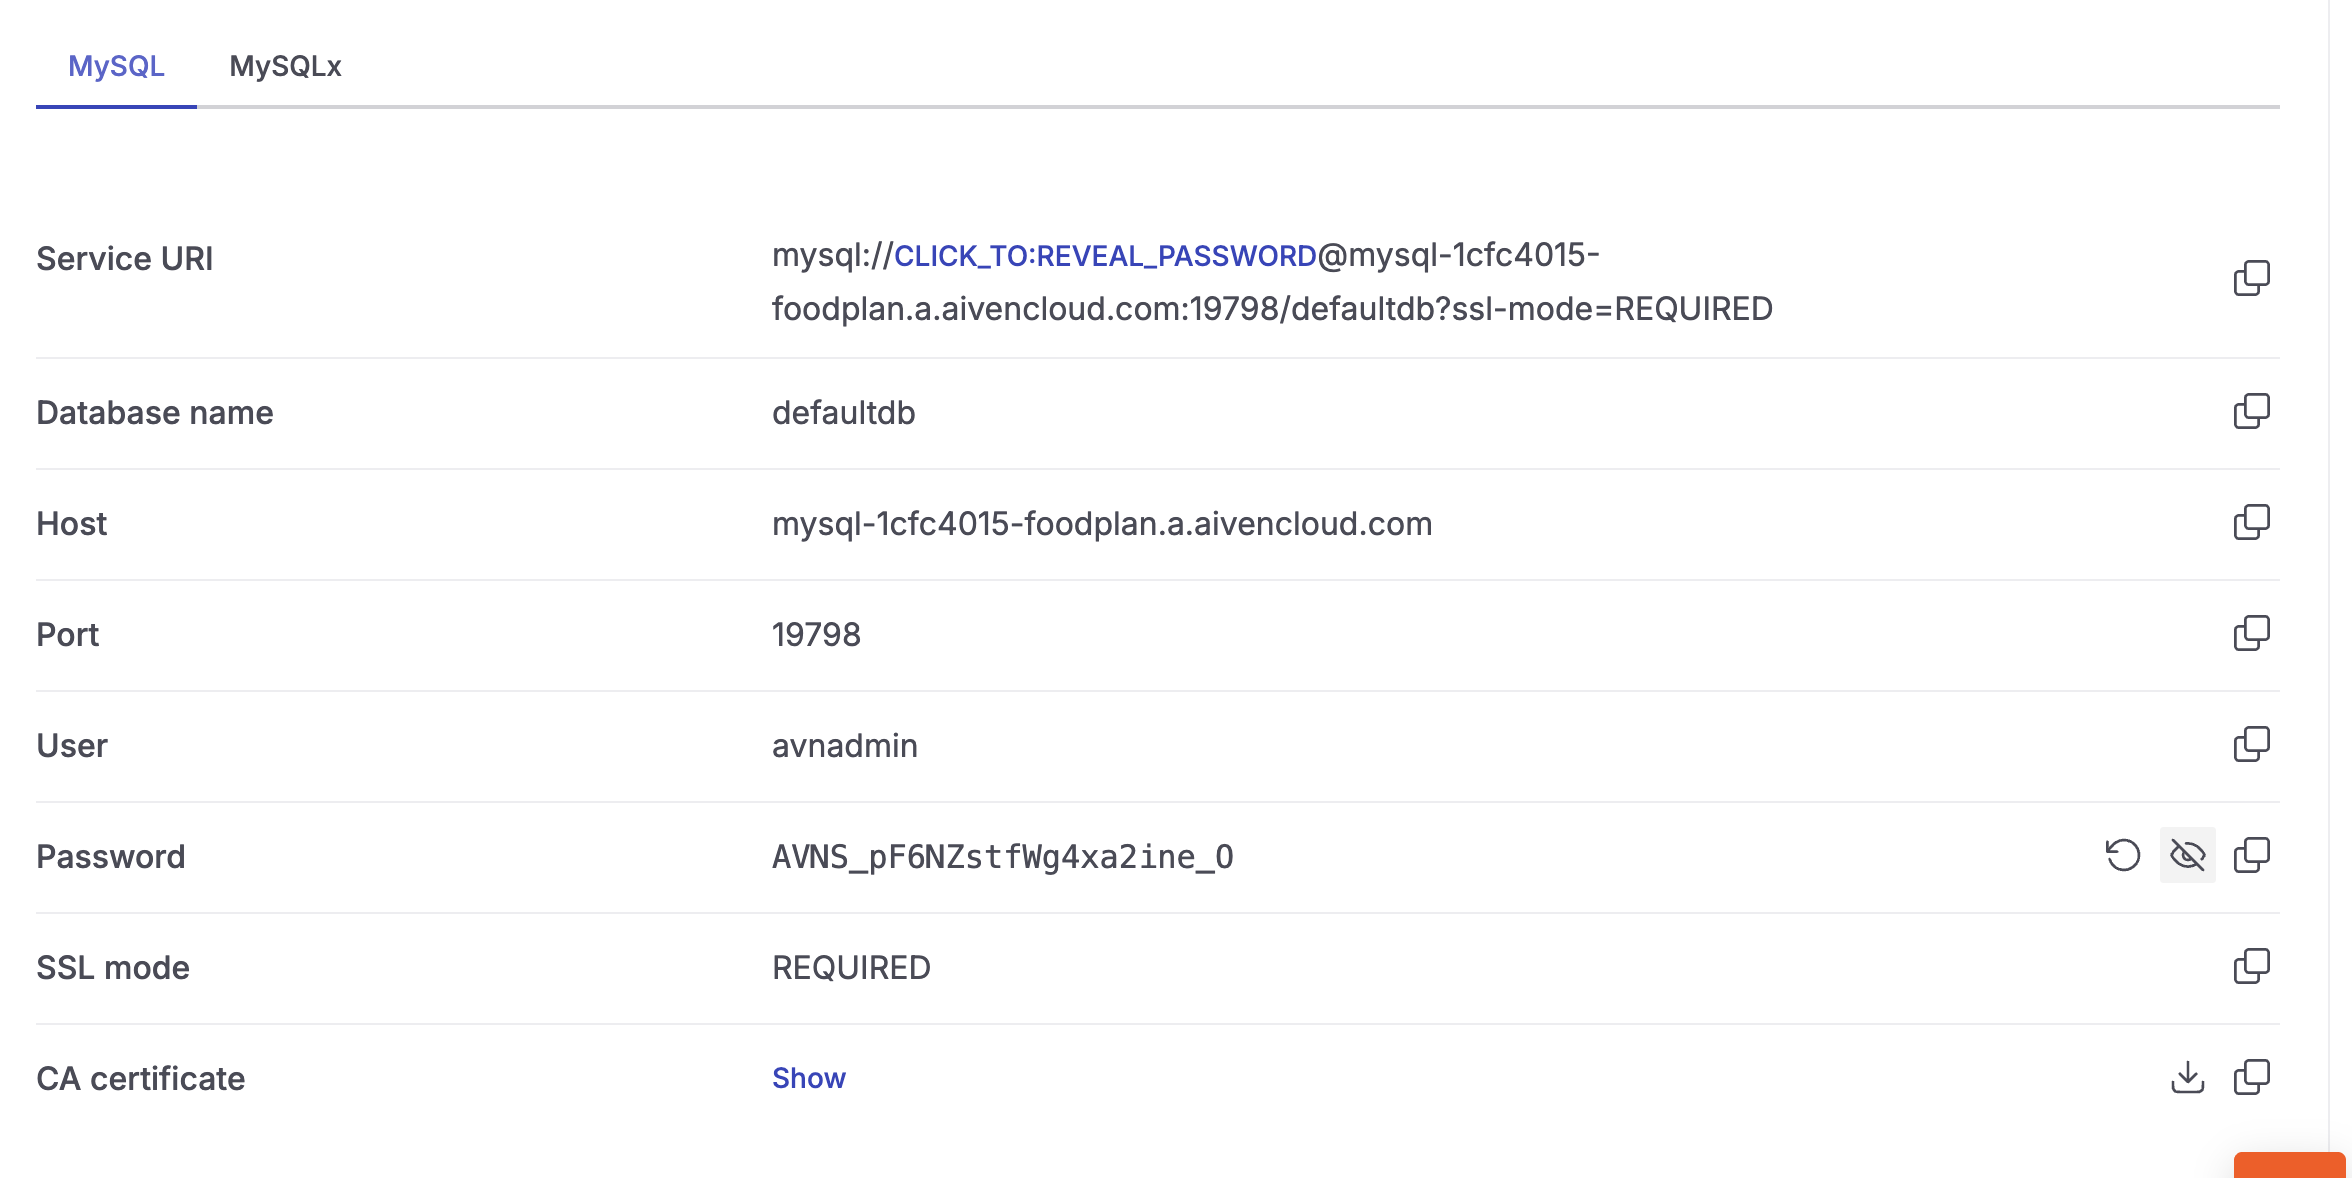 MySQL MySQLx
Service URI
mysql://CLICK_TO:REVEAL_PASSWORD@mysql-1cfc4015-
foodplan.a.aivencloud.com:19798/defaultdb?ssl-mode=REQUIRED
Database name defaultdb
Host mysql-1cfc4015-foodplan.a.aivencloud.com
Port 19798
User avnadmin
Password AVNS_pF6NZstfWg4xa2ine_O
SSL mode REQUIRED
CA certificate Show